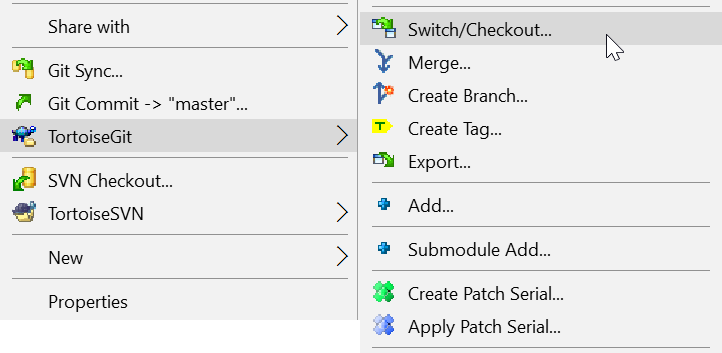 Share with
Git Sync...
Git Commit -> "master"...
TortoiseGit
SVN Checkout...
TortoiseSVN
New
Properties
Switch/Checkout...
Merge...
Create Branch...
Create Tag...
Export...
Add...
Submodule Add...
Create Patch Serial...
Apply Patch Serial...